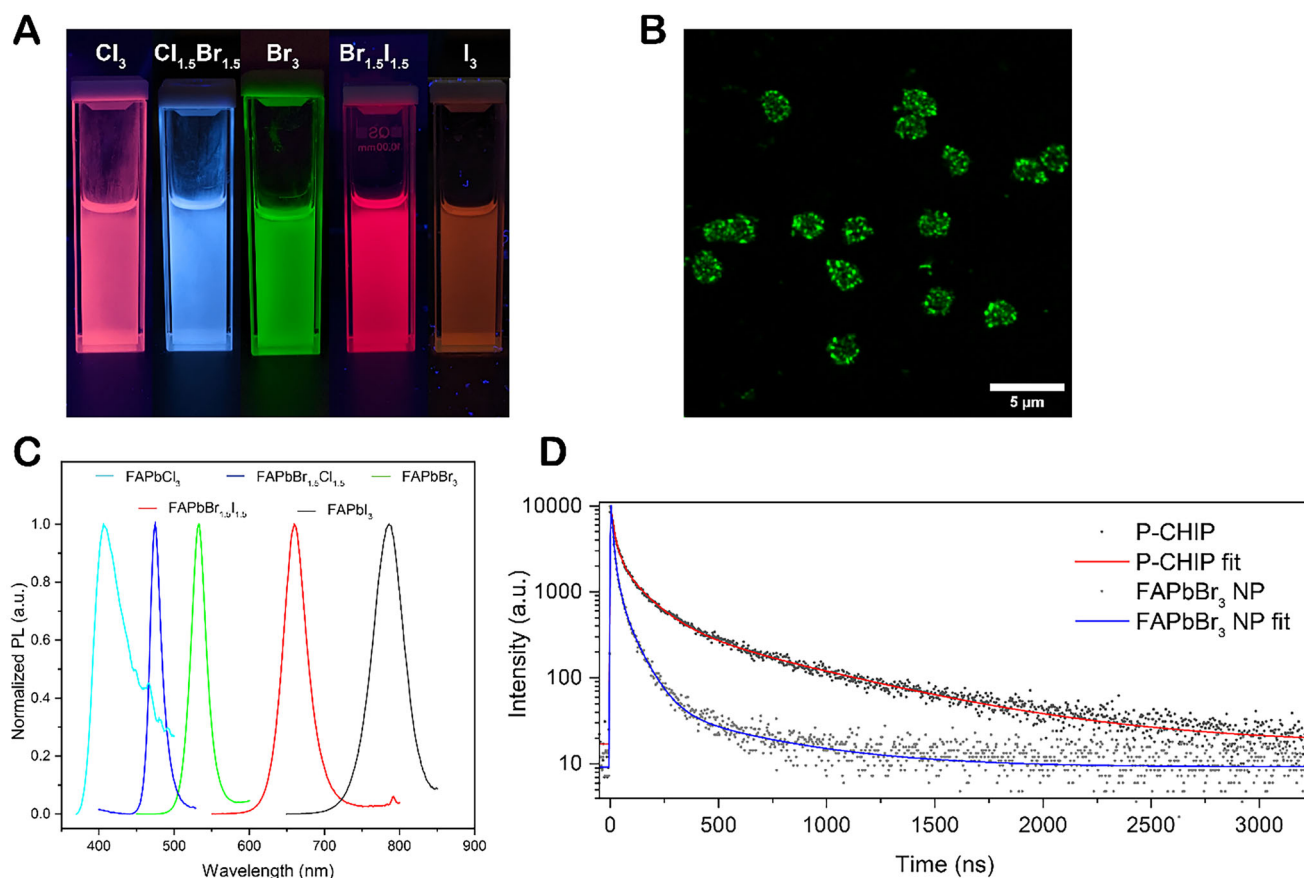 A
Cl3 Cl1.5Br1.5 Br3 Br1.5I1.5 I3
QS
10,00mm
B
5 µm
C
FAPbCl3 FAPbBr1.5Cl1.5 FAPbBr3
FAPbBr1.5I1.5 FAPbI3
Normalized PL (a.u.)
1.0
0.8
0.6
0.4
0.2
0.0
400 500 600 700 800 900
Wavelength (nm)
D
Intensity (a.u.)
10000
1000
100
10
P-CHIP
P-CHIP fit
FAPbBr3 NP
FAPbBr3 NP fit
0 500 1000 1500 2000 2500 3000
Time (ns)